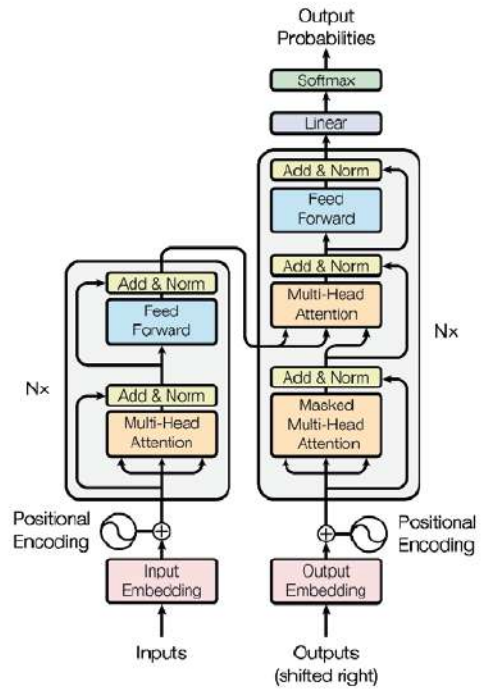 Output
Probabilities
Softmax
Linear
Add & Norm
Feed
Forward
Add & Norm
Multi-Head
Attention
Add & Norm
Masked
Multi-Head
Attention
Nx
Add & Norm
Feed
Forward
Add & Norm
Multi-Head
Attention
Nx
Positional
Encoding
Positional
Encoding
Input
Embedding
Output
Embedding
Inputs
Outputs
(shifted right)